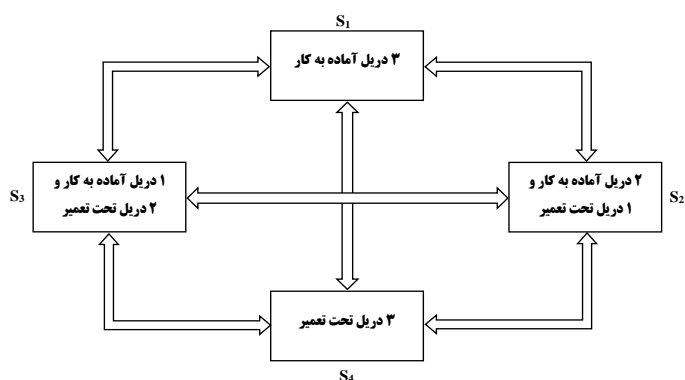 S₁
۳ دریل آماده به کار
S₃
۱ دریل آماده به کار و
۲ دریل تحت تعمیر
۲ دریل آماده به کار و
۱ دریل تحت تعمیر
S₂
۳ دریل تحت تعمیر
S₄